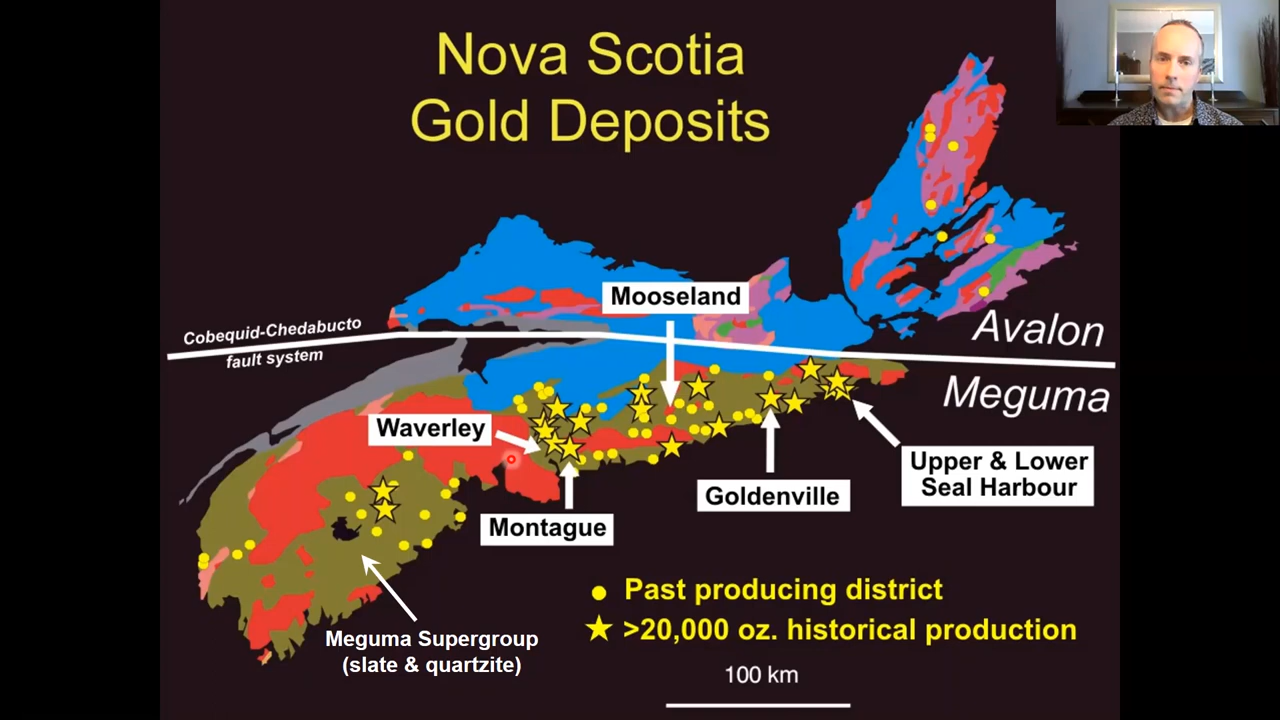 Nova Scotia
Gold Deposits
Mooseland
Cobequid-Chedabucto
fault system
Avalon
Meguma
Waverley
Upper & Lower
Seal Harbour
Goldenville
Montague
Past producing district
>20,000 oz. historical production
Meguma Supergroup
(slate & quartzite)
100 km